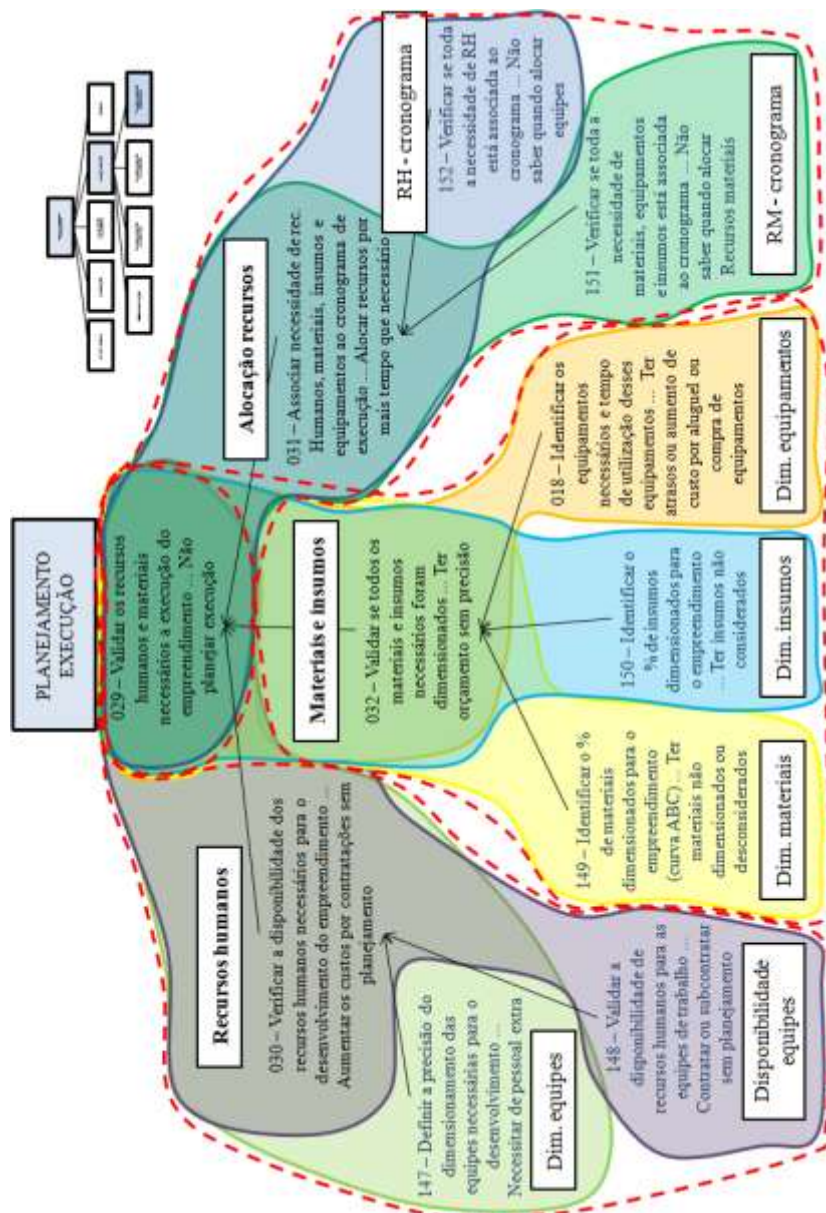 PLANEJAMENTO
EXECUÇÃO
029 – Validar os recursos
humanos e materiais
necessários a execução do
empreendimento ... Não
planejar execução
Recursos humanos
030 – Verificar a disponibilidade dos
recursos humanos necessários para o
desenvolvimento do empreendimento ...
Aumentar os custos por contratações sem
planejamento
Materiais e insumos
032 – Validar se todos os
materiais e insumos
necessários foram
dimensionados ... Ter
orçamento sem precisão
Alocação recursos
031 – Associar necessidade de rec.
Humanos, materiais, insumos e
equipamentos ao cronograma de
execução ... Alocar recursos por
mais tempo que necessário
147 – Definir a precisão do
dimensionamento das
equipes necessárias para o
desenvolvimento ...
Necessitar de pessoal extra
Dim. equipes
148 – Validar a
disponibilidade de
recursos humanos para as
equipes de trabalho ...
Contratar ou subcontratar
sem planejamento
Disponibilidade
equipes
149 – Identificar o %
de materiais
dimensionados para o
empreendimento
(curva ABC) ... Ter
materiais não
dimensionados ou
desconsiderados
Dim. materiais
150 – Identificar o
% de insumos
dimensionados para
o empreendimento
... Ter insumos não
considerados
Dim. insumos
018 – Identificar os
equipamentos
necessários e tempo
de utilização desses
equipamentos ... Ter
atrasos ou aumento de
custo por aluguel ou
compra de
equipamentos
Dim. equipamentos
151 – Verificar se toda a
necessidade de
materiais, equipamentos
e insumos está associada
ao cronograma ...Não
saber quando alocar
Recursos materiais
RM - cronograma
RH - cronograma
152 – Verificar se toda
a necessidade de RH
está associada ao
cronograma ... Não
saber quando alocar
equipes